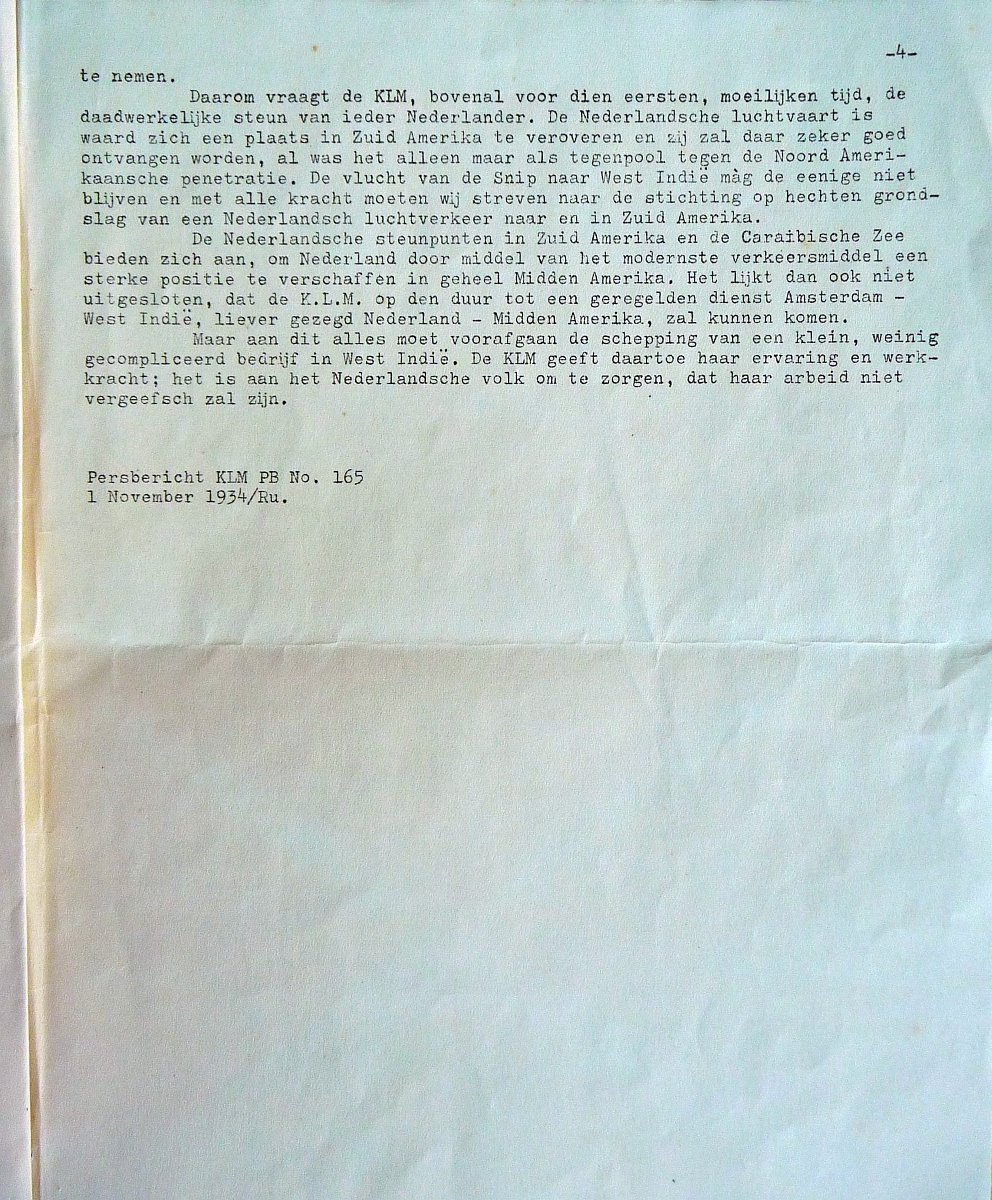 -4-
te nemen.
Daarom vraagt de KLM, bovenal voor dien eersten, moeilijken tijd, de
daadwerkelijke steun van ieder Nederlander. De Nederlandsche luchtvaart is
waard zich een plaats in Zuid Amerika te veroveren en zij zal daar zeker goed
ontvangen worden, al was het alleen maar als tegenpool tegen de Noord Ameri-
kaansche penetratie. De vlucht van de Snip naar West Indië màg de eenige niet
blijven en met alle kracht moeten wij streven naar de stichting op hechten grond-
slag van een Nederlandsch luchtverkeer naar en in Zuid Amerika.
De Nederlandsche steunpunten in Zuid Amerika en de Caraïbische Zee
bieden zich aan, om Nederland door middel van het modernste verkeersmiddel een
sterke positie te verschaffen in geheel Midden Amerika. Het lijkt dan ook niet
uitgesloten, dat de K.L.M. op den duur tot een geregelden dienst Amsterdam -
West Indië, liever gezegd Nederland - Midden Amerika, zal kunnen komen.
Maar aan dit alles moet voorafgaan de schepping van een klein, weinig
gecompliceerd bedrijf in West Indië. De KLM geeft daartoe haar ervaring en werk-
kracht; het is aan het Nederlandsche volk om te zorgen, dat haar arbeid niet
vergeefsch zal zijn.
Persbericht KLM PB No. 165
1 November 1934/Ru.